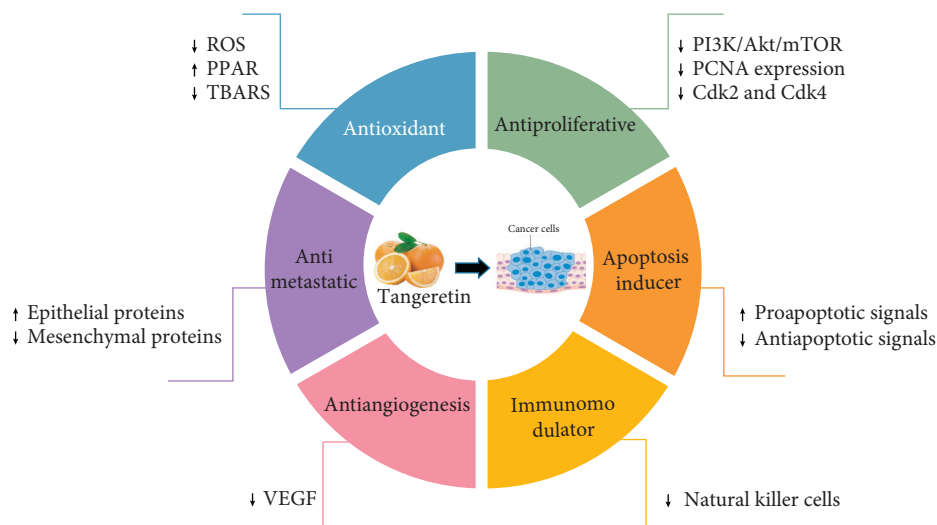 ↓ ROS
↑ PPAR
↓ TBARS
↓ PI3K/Akt/mTOR
↓ PCNA expression
↓ Cdk2 and Cdk4
Antioxidant
Antiproliferative
Anti
metastatic
Cancer cells
Tangeretin
Apoptosis
inducer
↑ Epithelial proteins
↓ Mesenchymal proteins
↑ Proapoptotic signals
↓ Antiapoptotic signals
Antiangiogenesis
Immunomo
dulator
↓ VEGF
↓ Natural killer cells